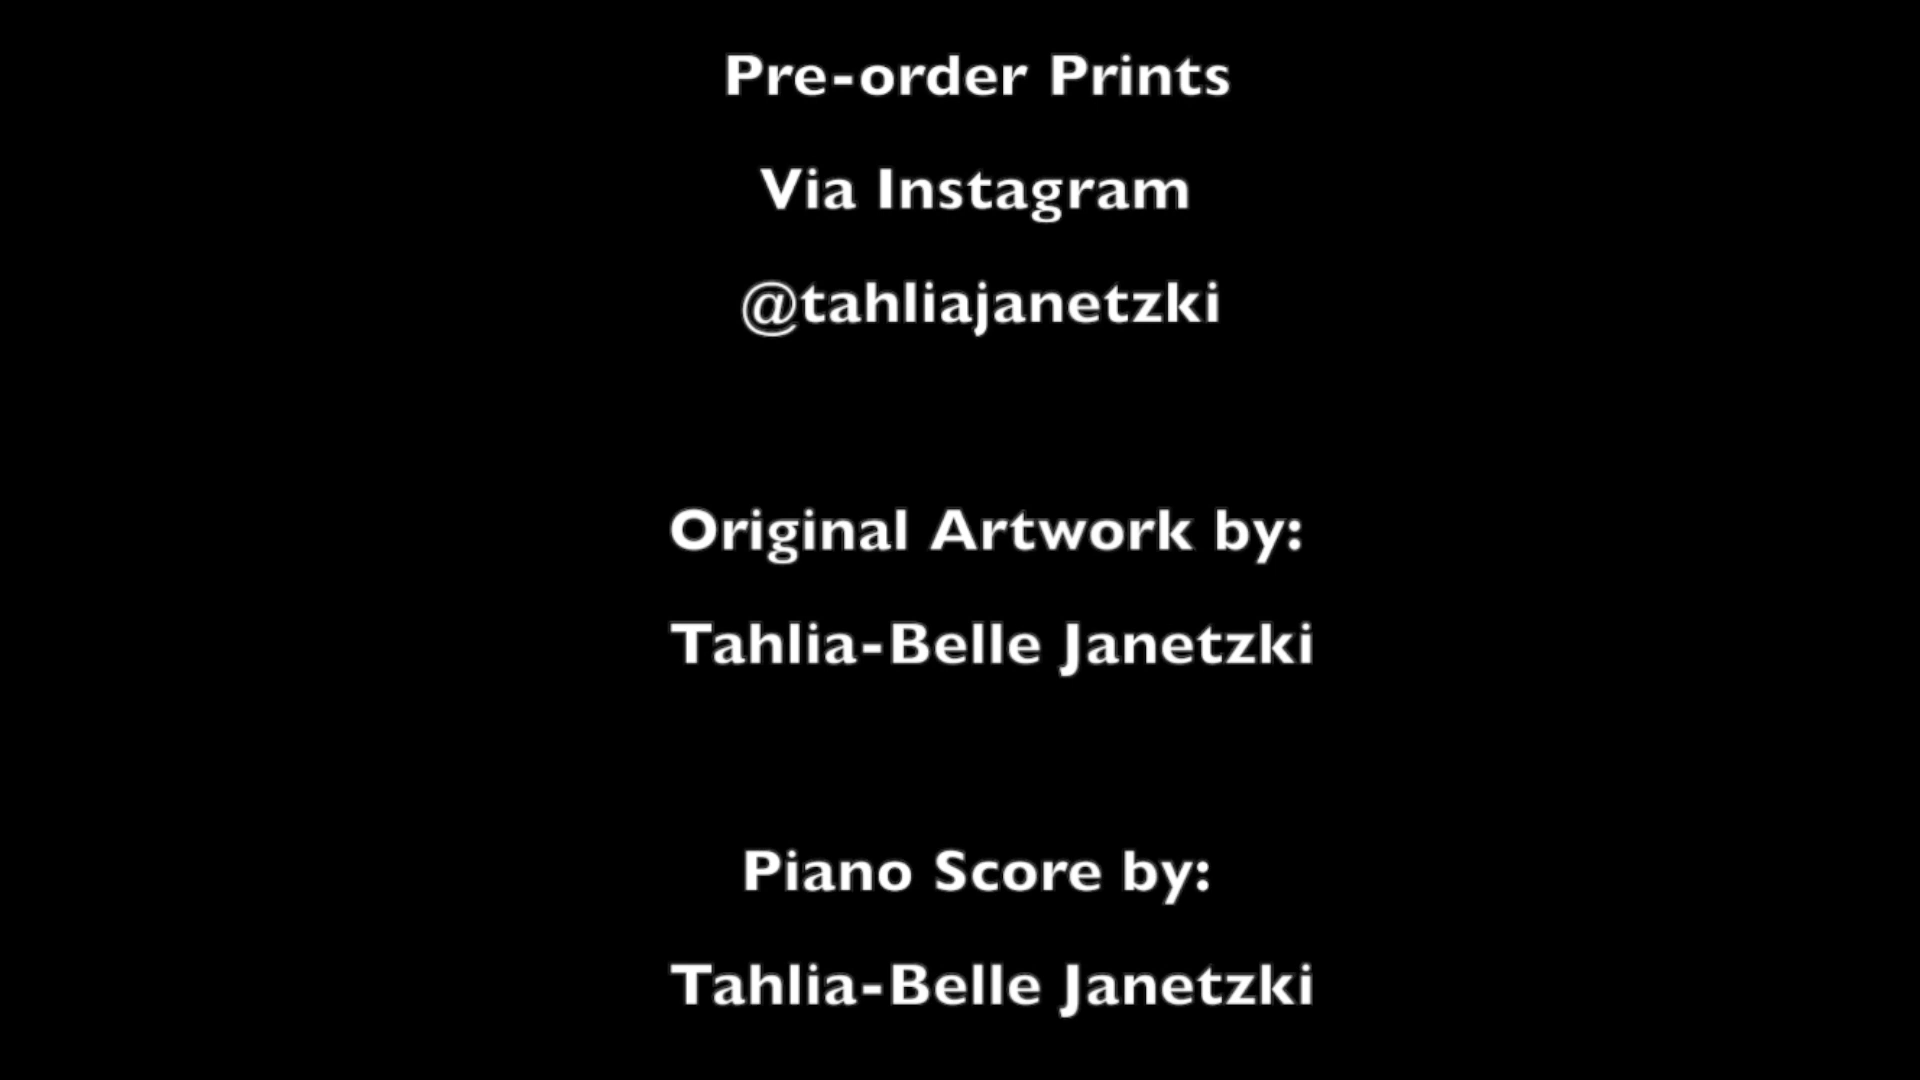 Pre-order Prints
Via Instagram
@tahliajanetzki
Original Artwork by:
Tahlia-Belle Janetzki
Piano Score by:
Tahlia-Belle Janetzki